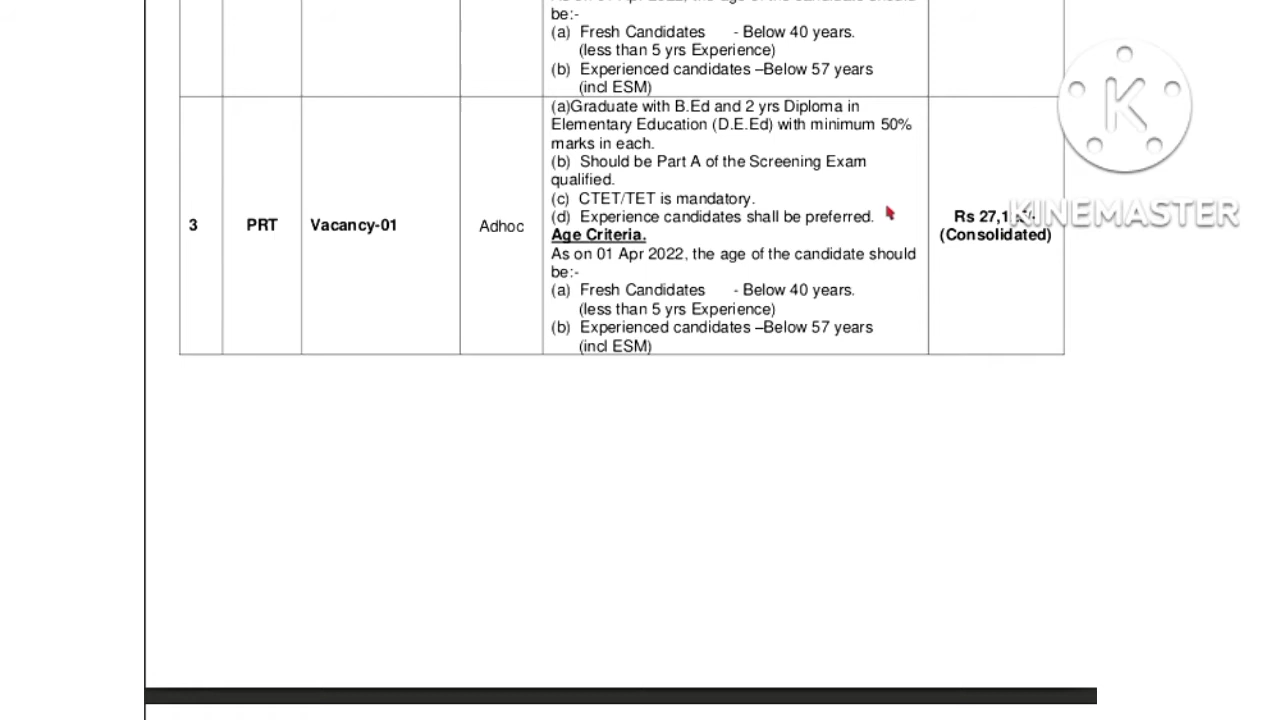 be:-
(a) Fresh Candidates - Below 40 years.
(less than 5 yrs Experience)
(b) Experienced candidates –Below 57 years
(incl ESM)
(a)Graduate with B.Ed and 2 yrs Diploma in
Elementary Education (D.E.Ed) with minimum 50%
marks in each.
(b) Should be Part A of the Screening Exam
qualified.
(c) CTET/TET is mandatory.
(d) Experience candidates shall be preferred.
Age Criteria.
As on 01 Apr 2022, the age of the candidate should
be:-
(a) Fresh Candidates - Below 40 years.
(less than 5 yrs Experience)
(b) Experienced candidates –Below 57 years
(incl ESM)
3 PRT Vacancy-01 Adhoc
Rs
(Consolidated)
K
KINEMASTER